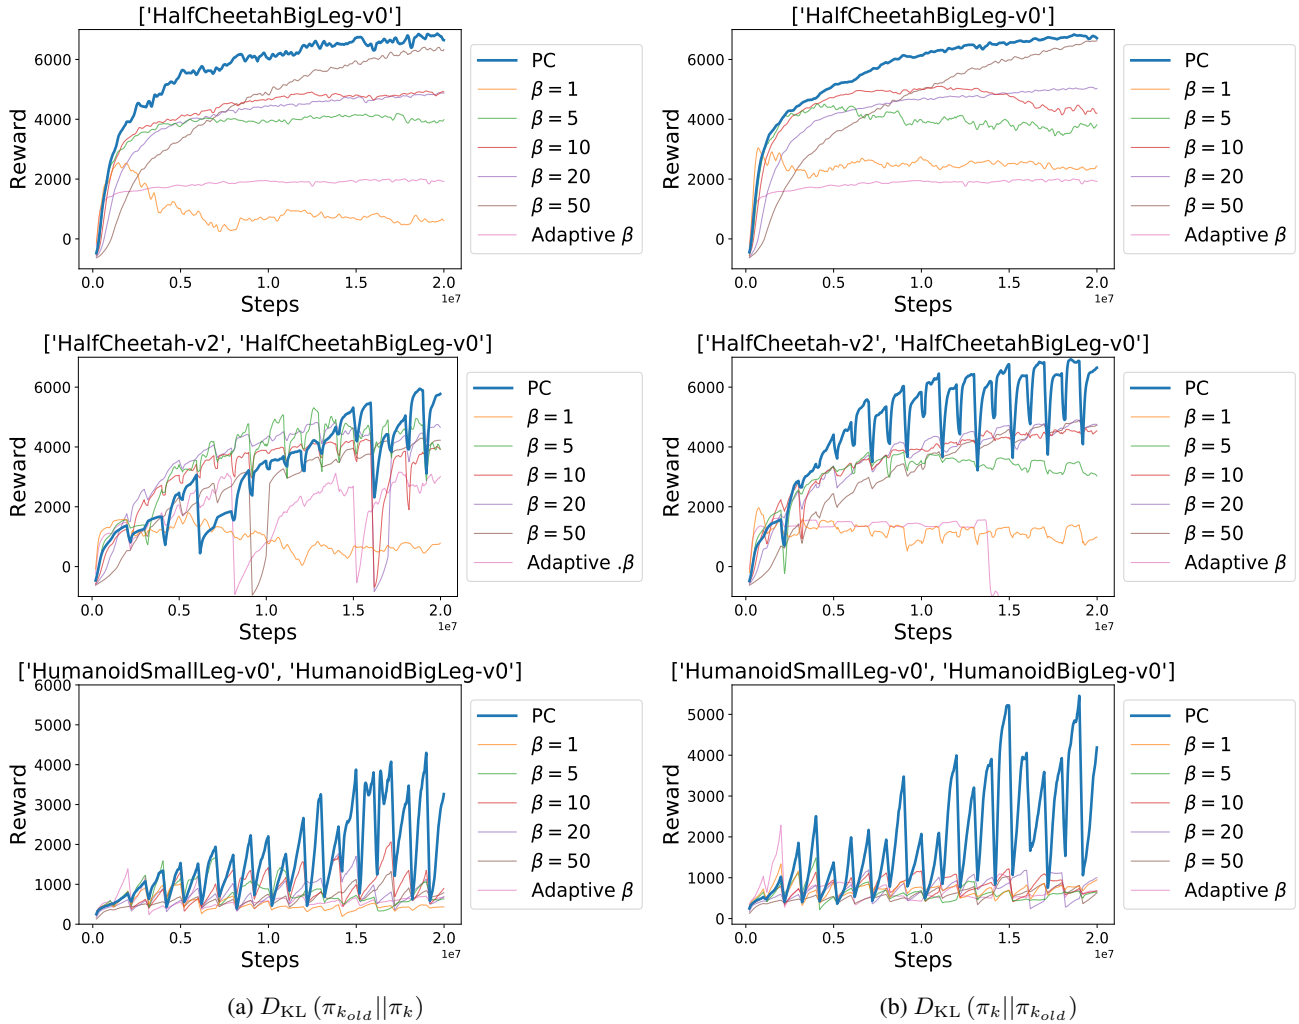 ['HalfCheetahBigLeg-v0']
6000
4000
2000
0
Reward
0.0 0.5 1.0 1.5 2.0
1e7
Steps
PC
β = 1
β = 5
β = 10
β = 20
β = 50
Adaptive β
['HalfCheetahBigLeg-v0']
6000
4000
2000
0
Reward
0.0 0.5 1.0 1.5 2.0
1e7
Steps
PC
β = 1
β = 5
β = 10
β = 20
β = 50
Adaptive β
['HalfCheetah-v2', 'HalfCheetahBigLeg-v0']
6000
4000
2000
0
Reward
0.0 0.5 1.0 1.5 2.0
1e7
Steps
PC
β = 1
β = 5
β = 10
β = 20
β = 50
Adaptive .β
['HalfCheetah-v2', 'HalfCheetahBigLeg-v0']
6000
4000
2000
0
Reward
0.0 0.5 1.0 1.5 2.0
1e7
Steps
PC
β = 1
β = 5
β = 10
β = 20
β = 50
Adaptive β
['HumanoidSmallLeg-v0', 'HumanoidBigLeg-v0']
6000
5000
4000
3000
2000
1000
0
Reward
0.0 0.5 1.0 1.5 2.0
1e7
Steps
PC
β = 1
β = 5
β = 10
β = 20
β = 50
Adaptive β
['HumanoidSmallLeg-v0', 'HumanoidBigLeg-v0']
5000
4000
3000
2000
1000
0
Reward
0.0 0.5 1.0 1.5 2.0
1e7
Steps
PC
β = 1
β = 5
β = 10
β = 20
β = 50
Adaptive β
(a) D_KL (π_{k_old}||π_k)
(b) D_KL (π_k||π_{k_old})